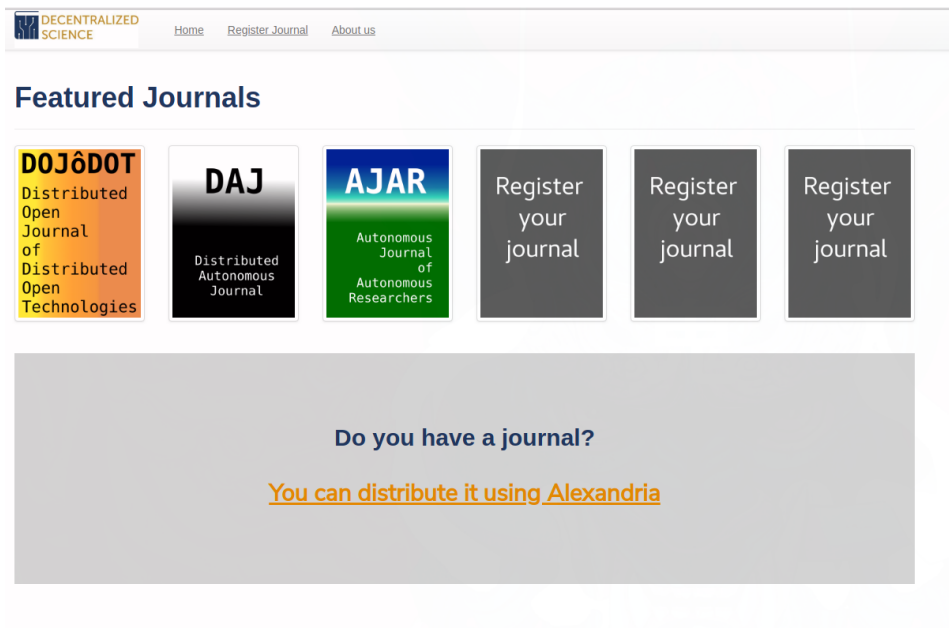 DECENTRALIZED
SCIENCE
Home
Register Journal
About us
Featured Journals
DOJôDOT
Distributed
Open
Journal
of
Distributed
Open
Technologies
DAJ
Distributed
Autonomous
Journal
AJAR
Autonomous
Journal
of
Autonomous
Researchers
Register
your
journal
Register
your
journal
Register
your
journal
Do you have a journal?
You can distribute it using Alexandria